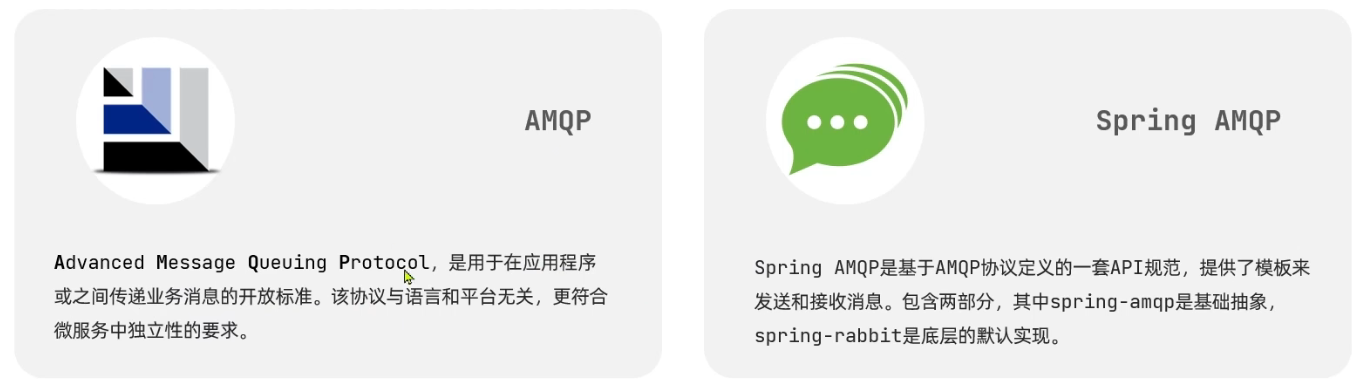 AMQP
Advanced Message Queuing Protocol，是用于在应用程序
或之间传递业务消息的开放标准。该协议与语言和平台无关，更符合
微服务中独立性的要求。
Spring AMQP
Spring AMQP是基于AMQP协议定义的一套API规范，提供了模板来
发送和接收消息。包含两部分，其中spring-amqp是基础抽象，
spring-rabbit是底层的默认实现。